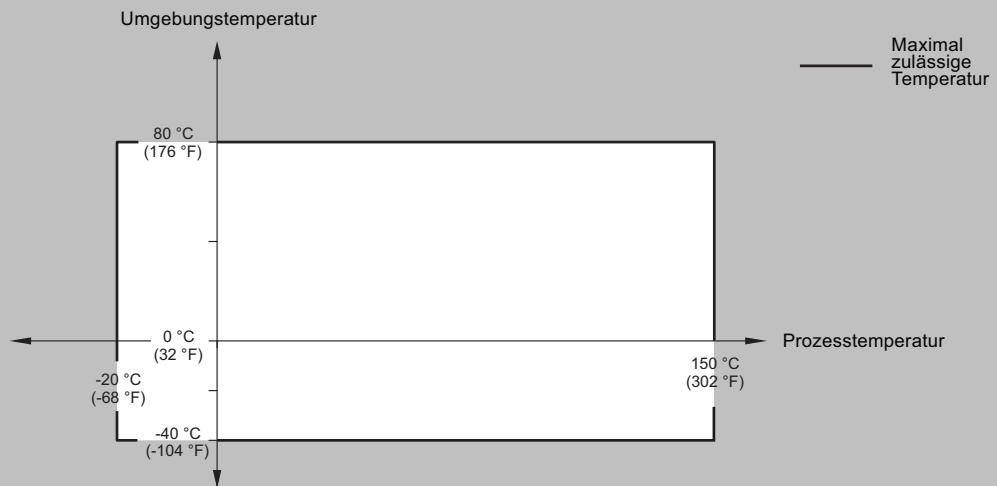 Umgebungstemperatur
Maximal
zulässige
Temperatur
80 °C
(176 °F)
0 °C
(32 °F)
Prozesstemperatur
-20 °C
(-68 °F)
150 °C
(302 °F)
-40 °C
(-104 °F)